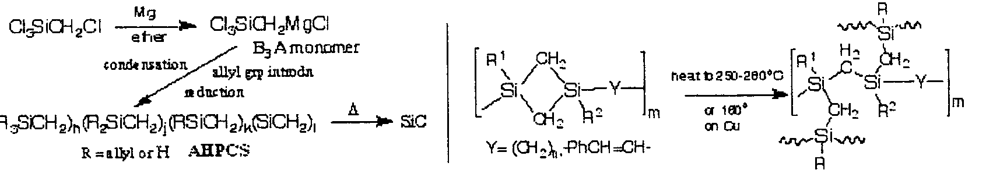 Cl3SiCH2Cl
Mg
ether
Cl3SiCH2MgCl
B3A monomer
condensation
allyl grp introdn
reduction
R3SiCH2)h(R2SiCH2)j(RSiCH2)k(SiCH2)l
Δ
SiC
R = allyl or H AHPCS
R1
CH2
Si
Si
Y
CH2
R2
m
Y= (CH2)n, -PhCH=CH-
heat to 250-280°C
or 160°
on Cu
R
Si
H2
C
CH2
R1
Si
Si
Y
CH2
R2
m
Si
R